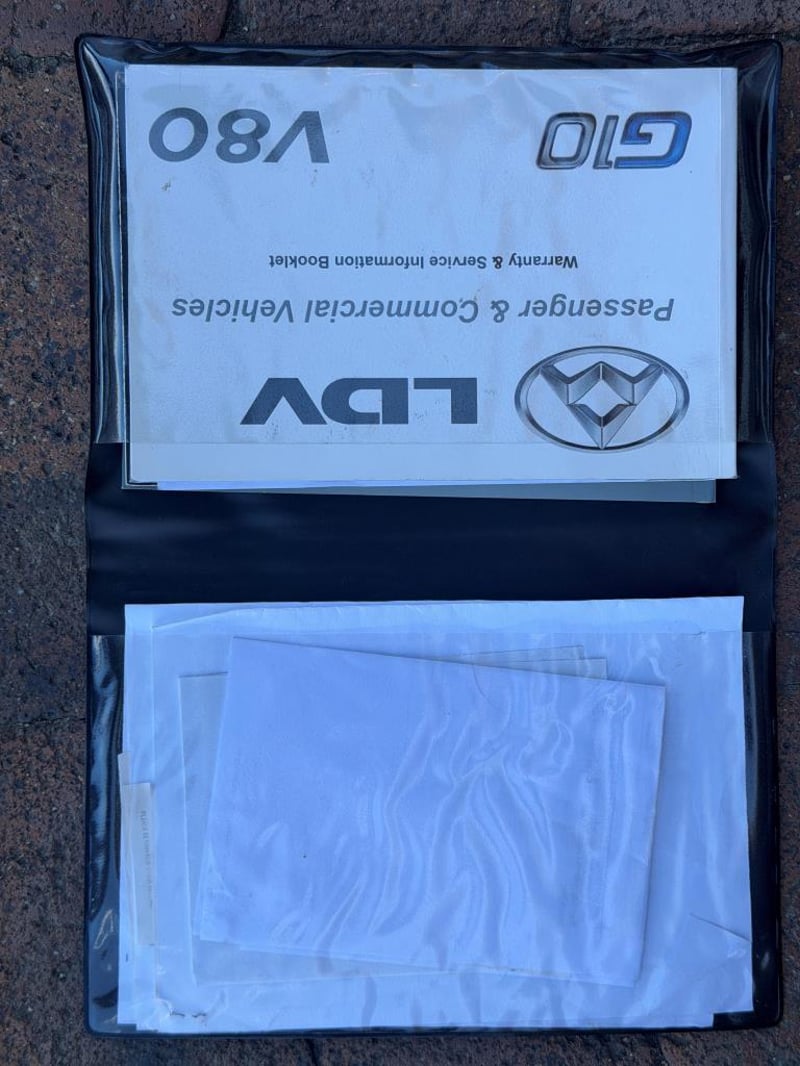 LDV
Passenger & Commercial Vehicles
Warranty & Service Information Booklet
G10 V80